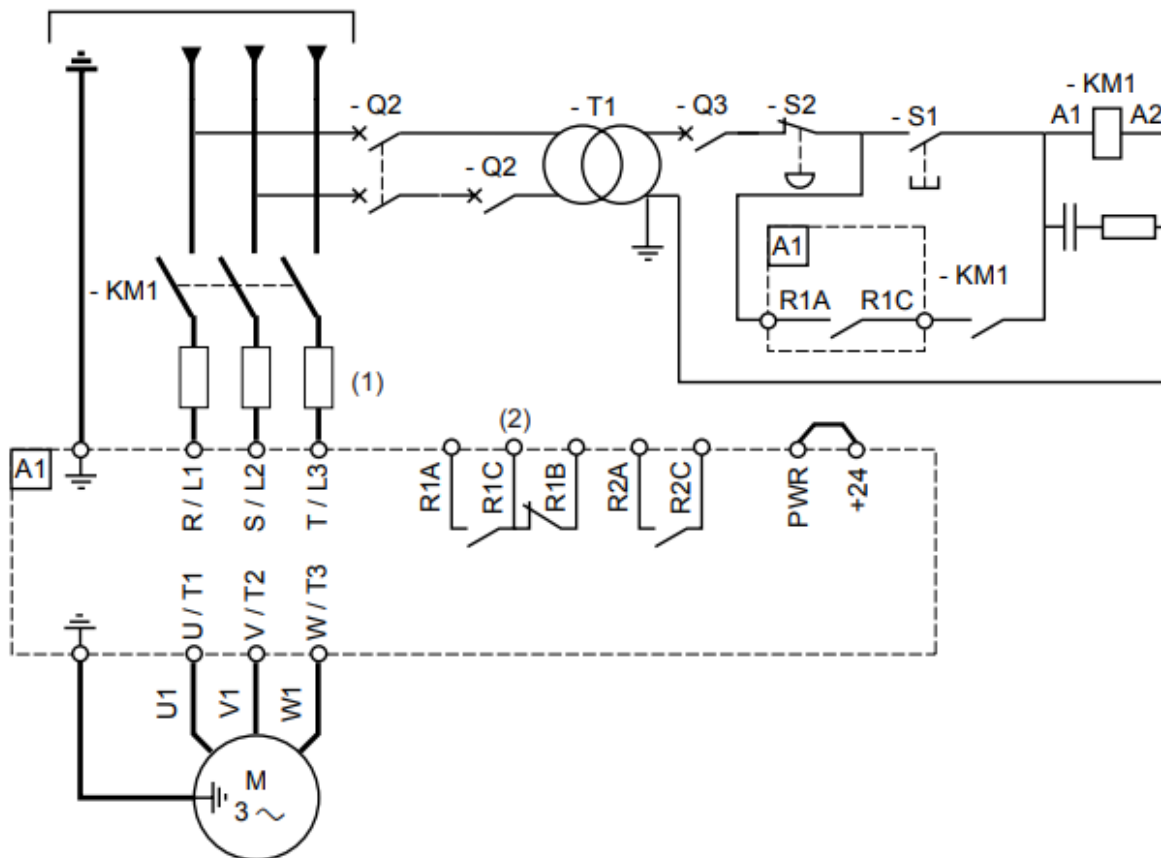 - Q2
- T1
- Q3
- S2
- S1
- KM1
A1
A2
- Q2
A1
- KM1
- KM1
R1A
R1C
(1)
(2)
A1
R / L1
S / L2
T / L3
R1A
R1C
R1B
R2A
R2C
PWR
+24
U / T1
V / T2
W / T3
U1
V1
W1
M
3 ~